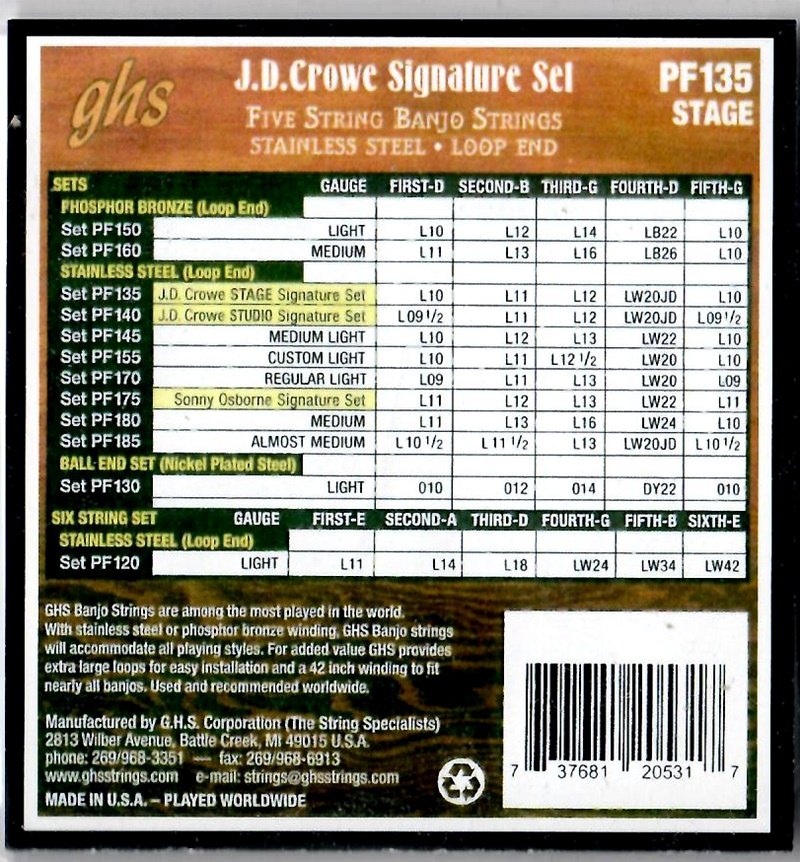 ghs
J.D.Crowe Signature Set
FIVE STRING BANJO STRINGS
STAINLESS STEEL • LOOP END
PF135
STAGE
SETS GAUGE FIRST-D SECOND-B THIRD-G FOURTH-D FIFTH-G
PHOSPHOR BRONZE (Loop End)
Set PF150 LIGHT L10 L12 L14 LB22 L10
Set PF160 MEDIUM L11 L13 L16 LB26 L10
STAINLESS STEEL (Loop End)
Set PF135 J.D. Crowe STAGE Signature Set L10 L11 L12 LW20JD L10
Set PF140 J.D. Crowe STUDIO Signature Set L09 1/2 L11 L12 LW20JD L09 1/2
Set PF145 MEDIUM LIGHT L10 L12 L13 LW22 L10
Set PF155 CUSTOM LIGHT L10 L11 L12 1/2 LW20 L10
Set PF170 REGULAR LIGHT L09 L11 L13 LW20 L09
Set PF175 Sonny Osborne Signature Set L11 L12 L13 LW22 L11
Set PF180 MEDIUM L11 L13 L16 LW24 L10
Set PF185 ALMOST MEDIUM L10 1/2 L11 1/2 L13 LW20JD L10 1/2
BALL END SET (Nickel Plated Steel)
Set PF130 LIGHT 010 012 014 DY22 010
SIX STRING SET GAUGE FIRST-E SECOND-A THIRD-D FOURTH-G FIFTH-B SIXTH-E
STAINLESS STEEL (Loop End)
Set PF120 LIGHT L11 L14 L18 LW24 LW34 LW42
GHS Banjo Strings are among the most played in the world.
With stainless steel or phosphor bronze winding, GHS Banjo strings
will accommodate all playing styles. For added value GHS provides
extra large loops for easy installation and a 42 inch winding to fit
nearly all banjos. Used and recommended worldwide.
Manufactured by G.H.S. Corporation (The String Specialists)
2813 Wilber Avenue, Battle Creek, MI 49015 U.S.A.
phone: 269/968-3351 — fax: 269/968-6913
www.ghsstrings.com e-mail: strings@ghsstrings.com
MADE IN U.S.A. – PLAYED WORLDWIDE
7 37681 20531 7